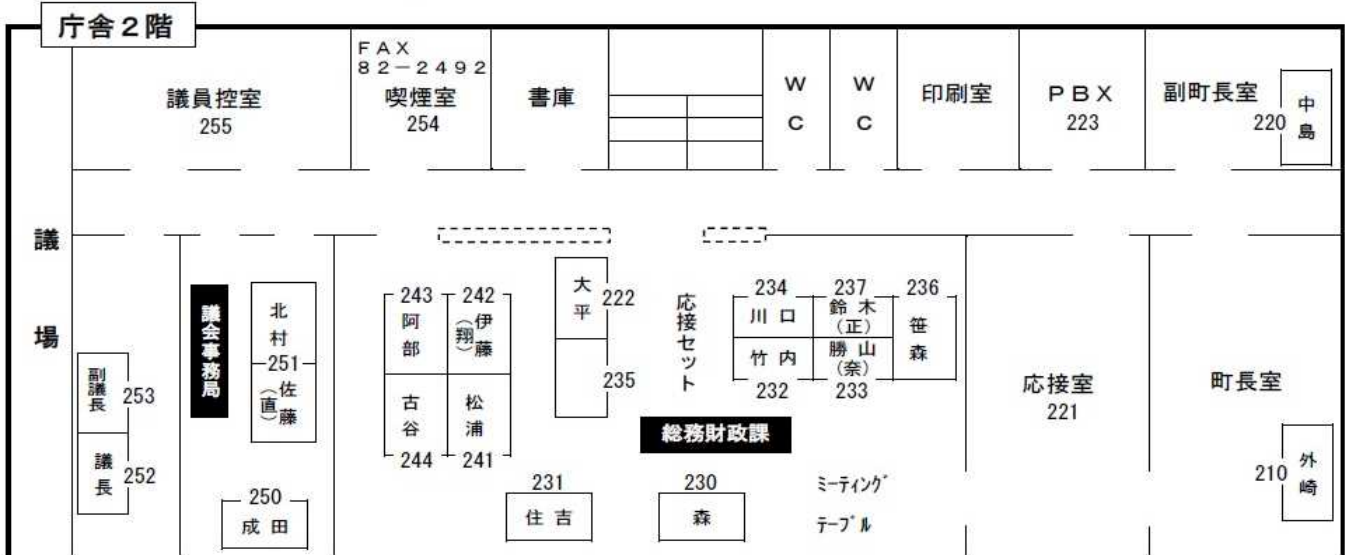 庁舎2階
議場
議員控室
255
FAX
82-2492
喫煙室
254
書庫
WC
WC
印刷室
PBX
223
副町長室
220
中島
副議長
253
議長
252
議会事務局
北村
251
佐藤(直)
250
成田
243
阿部
242
伊藤(翔)
古谷
244
松浦
241
大平
222
235
応接セット
234
川口
237
鈴木
(正)
236
笹森
竹内
232
勝山
(奈)
233
総務財政課
231
住吉
230
森
ミーティング
テーブル
応接室
221
町長室
210
外崎